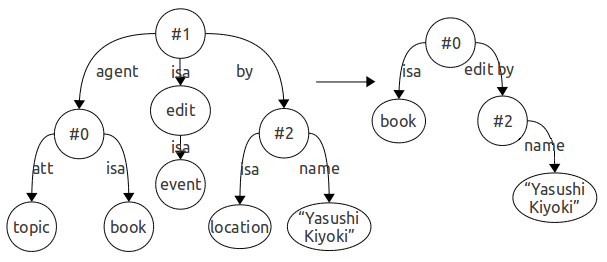 #1
#0
agent
isa
by
isa
edit by
edit
book
#0
#2
#2
isa
name
att
isa
isa
name
event
"Yasushi
Kiyoki"
topic
book
location
"Yasushi
Kiyoki"